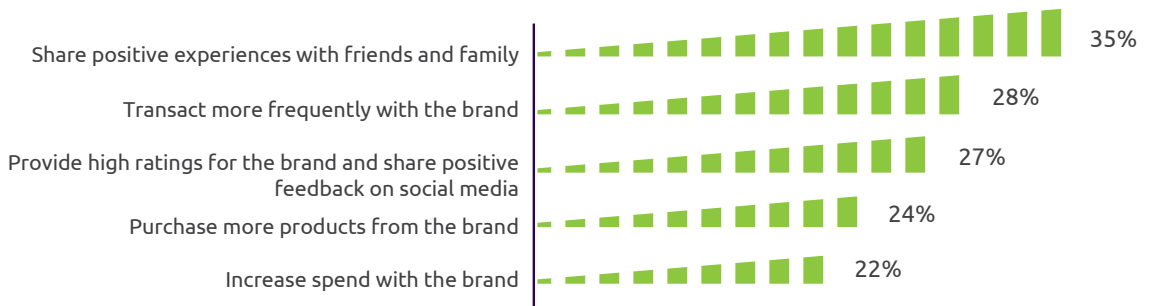 Share positive experiences with friends and family
35%
Transact more frequently with the brand
28%
Provide high ratings for the brand and share positive
feedback on social media
27%
Purchase more products from the brand
24%
Increase spend with the brand
22%